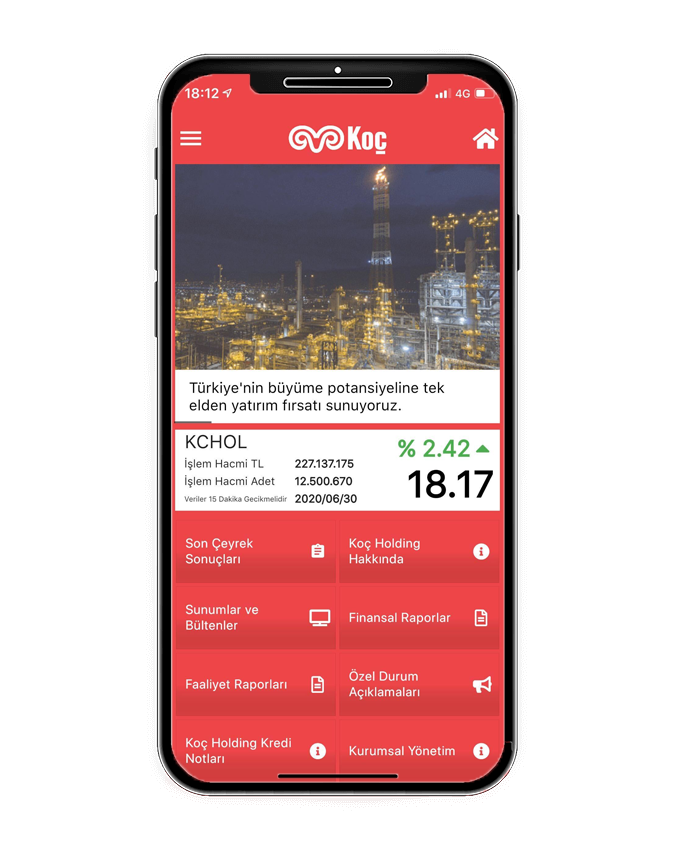 18:12
4G
Koç
Türkiye'nin büyüme potansiyeline tek
elden yatırım fırsatı sunuyoruz.
KCHOL
% 2.42
İşlem Hacmi TL 227.137.175
İşlem Hacmi Adet 12.500.670
18.17
Veriler 15 Dakika Gecikmelidir 2020/06/30
Son Çeyrek
Sonuçları
Koç Holding
Hakkında
Sunumlar ve
Bültenler
Finansal Raporlar
Faaliyet Raporları
Özel Durum
Açıklamaları
Koç Holding Kredi
Notları
Kurumsal Yönetim